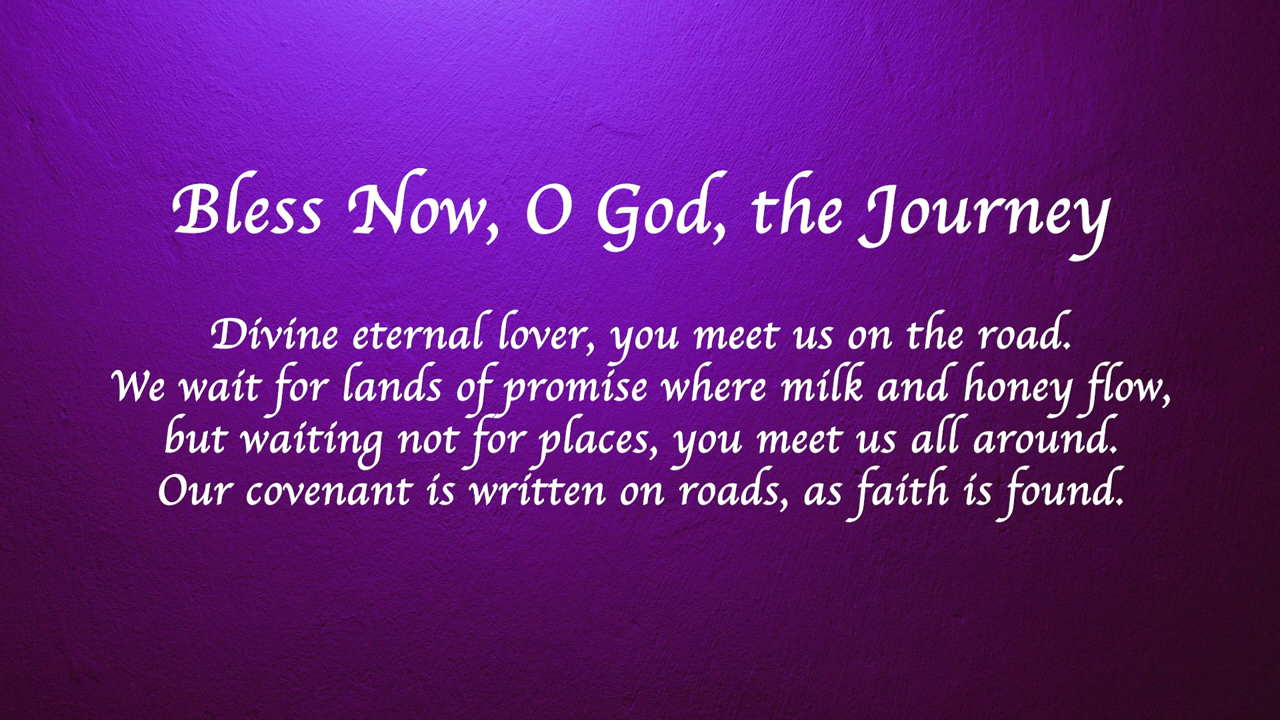 Bless Now, O God, the Journey
Divine eternal lover, you meet us on the road.
We wait for lands of promise where milk and honey flow,
but waiting not for places, you meet us all around.
Our covenant is written on roads, as faith is found.